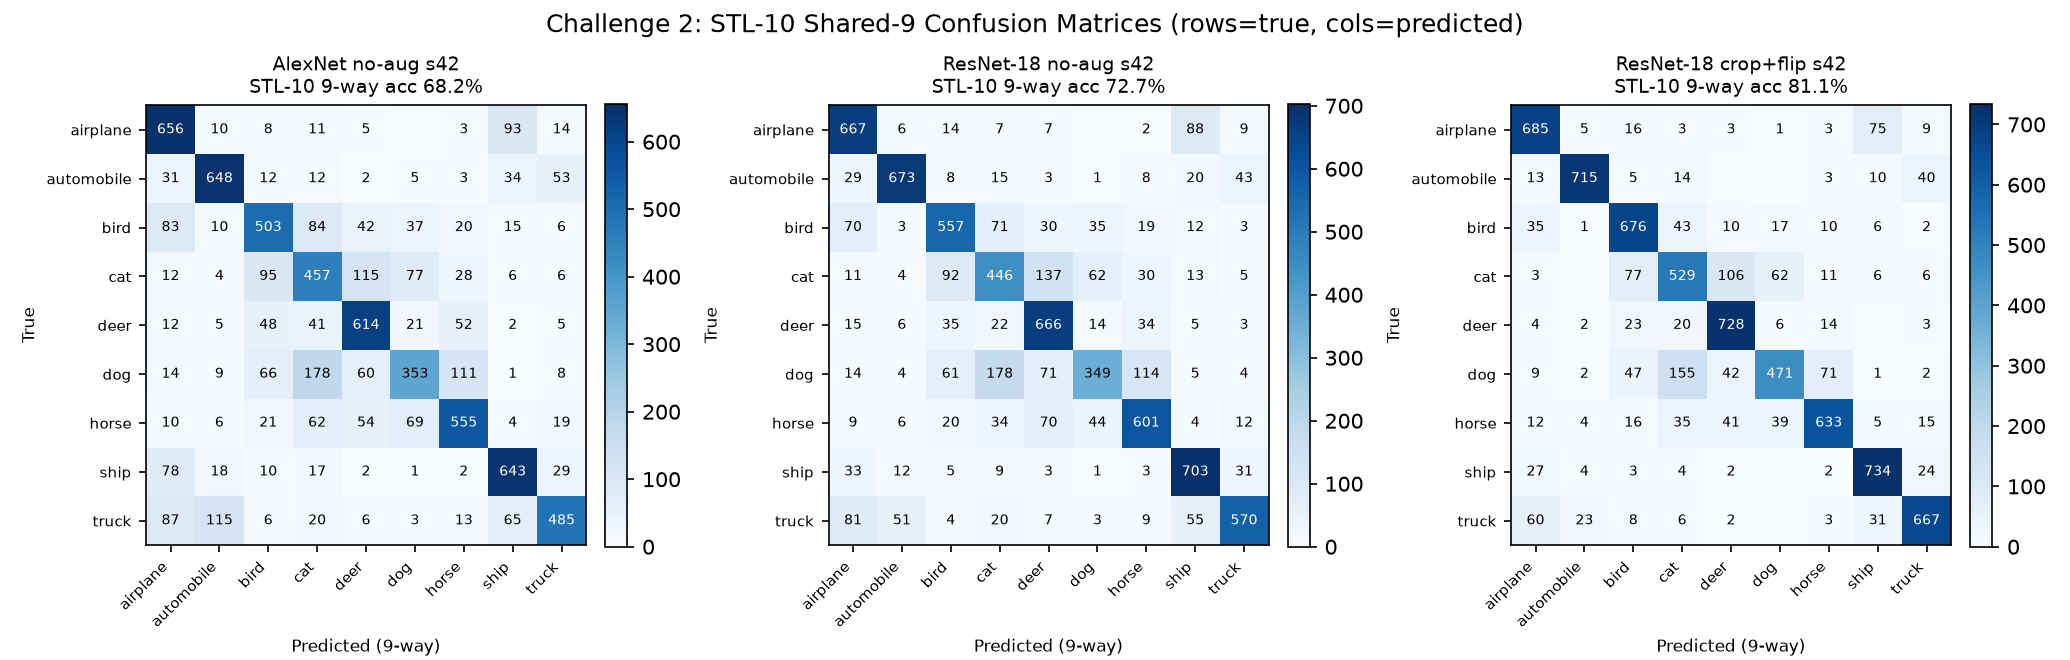 Challenge 2: STL-10 Shared-9 Confusion Matrices (rows=true, cols=predicted)
AlexNet no-aug s42
STL-10 9-way acc 68.2%
True
airplane 656 10 8 11 5 3 93 14
automobile 31 648 12 12 2 5 3 34 53
bird 83 10 503 84 42 37 20 15 6
cat 12 4 95 457 115 77 28 6 6
deer 12 5 48 41 614 21 52 2 5
dog 14 9 66 178 60 353 111 1 8
horse 10 6 21 62 54 69 555 4 19
ship 78 18 10 17 2 1 2 643 29
truck 87 115 6 20 6 3 13 65 485
airplane automobile bird cat deer dog horse ship truck
Predicted (9-way)
600
500
400
300
200
100
0
ResNet-18 no-aug s42
STL-10 9-way acc 72.7%
True
airplane 667 6 14 7 7 2 88 9
automobile 29 673 8 15 3 1 8 20 43
bird 70 3 557 71 30 35 19 12 3
cat 11 4 92 446 137 62 30 13 5
deer 15 6 35 22 666 14 34 5 3
dog 14 4 61 178 71 349 114 5 4
horse 9 6 20 34 70 44 601 4 12
ship 33 12 5 9 3 1 3 703 31
truck 81 51 4 20 7 3 9 55 570
airplane automobile bird cat deer dog horse ship truck
Predicted (9-way)
700
600
500
400
300
200
100
0
ResNet-18 crop+flip s42
STL-10 9-way acc 81.1%
True
airplane 685 5 16 3 3 1 3 75 9
automobile 13 715 5 14 3 10 40
bird 35 1 676 43 10 17 10 6 2
cat 3 77 529 106 62 11 6 6
deer 4 2 23 20 728 6 14 3
dog 9 2 47 155 42 471 71 1 2
horse 12 4 16 35 41 39 633 5 15
ship 27 4 3 4 2 2 734 24
truck 60 23 8 6 2 3 31 667
airplane automobile bird cat deer dog horse ship truck
Predicted (9-way)
700
600
500
400
300
200
100
0